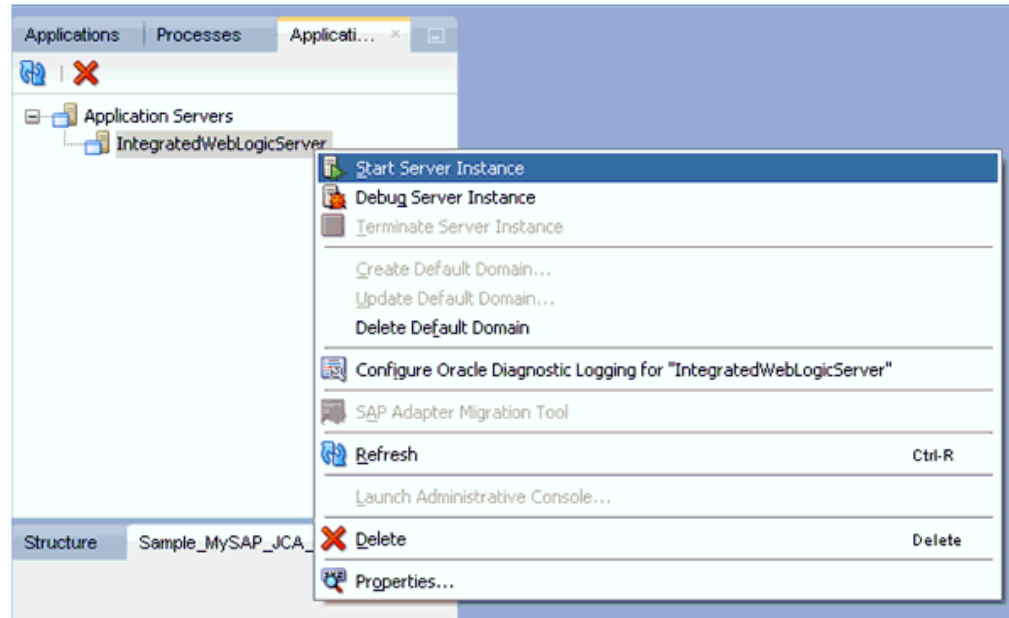 Applications Processes Applicati... ×
Application Servers
IntegratedWebLogicServer
Start Server Instance
Debug Server Instance
Terminate Server Instance
Create Default Domain...
Update Default Domain...
Delete Default Domain
Configure Oracle Diagnostic Logging for "IntegratedWebLogicServer"
SAP Adapter Migration Tool
Refresh Ctrl-R
Launch Administrative Console...
Structure Sample_MySAP_JCA_ Delete Delete
Properties...